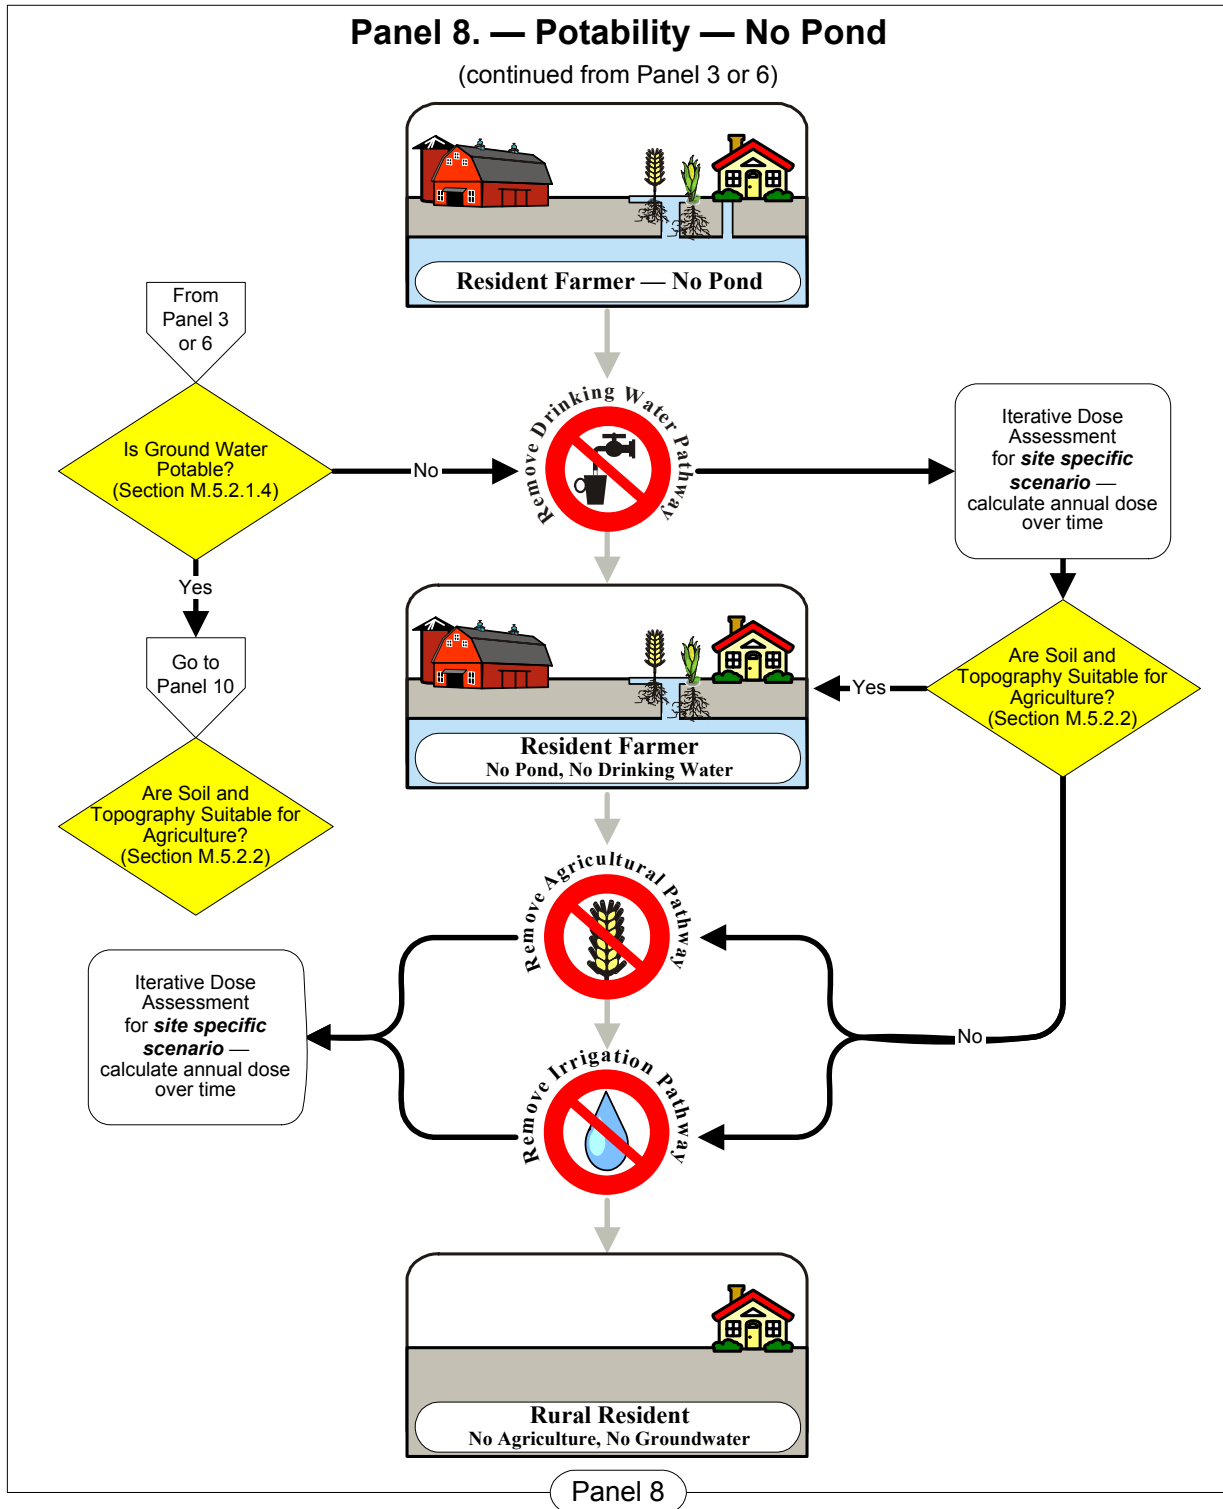 Panel 8. — Potability — No Pond
(continued from Panel 3 or 6)
Resident Farmer — No Pond
From
Panel 3
or 6
Is Ground Water
Potable?
(Section M.5.2.1.4)
No
Remove Drinking Water Pathway
Iterative Dose
Assessment
for site specific
scenario —
calculate annual dose
over time
Yes
Go to
Panel 10
Are Soil and
Topography Suitable for
Agriculture?
(Section M.5.2.2)
Resident Farmer
No Pond, No Drinking Water
Yes
Are Soil and
Topography Suitable for
Agriculture?
(Section M.5.2.2)
Remove Agricultural Pathway
Iterative Dose
Assessment
for site specific
scenario —
calculate annual dose
over time
No
Remove Irrigation Pathway
Rural Resident
No Agriculture, No Groundwater
Panel 8